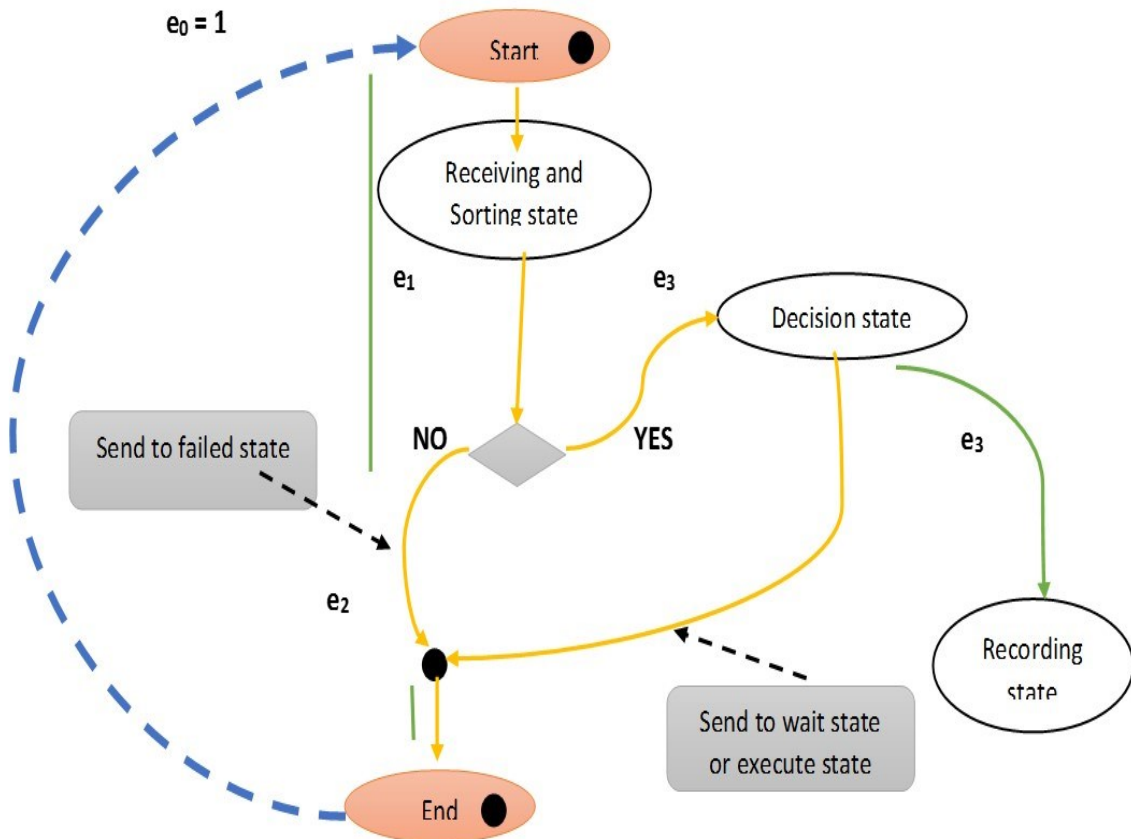 e₀ = 1
Start
Receiving and
Sorting state
e₁
e₃
Decision state
Send to failed state
NO
YES
e₃
e₂
Recording
state
Send to wait state
or execute state
End